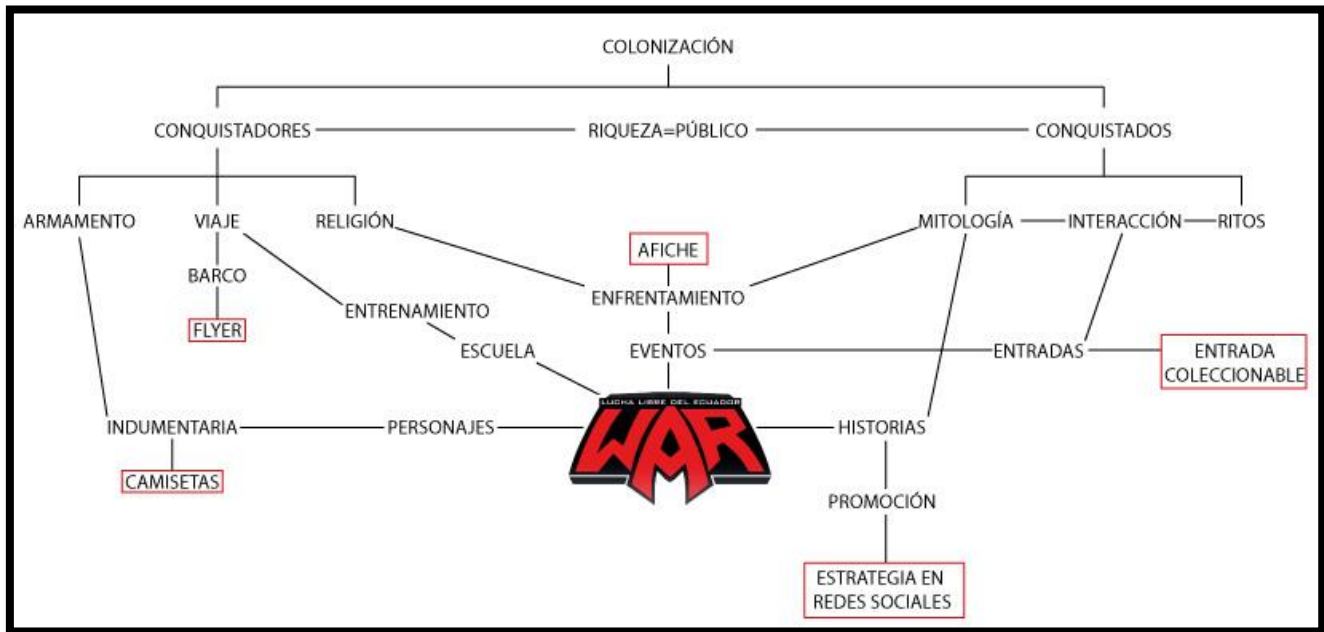 COLONIZACIÓN
CONQUISTADORES
RIQUEZA=PÚBLICO
CONQUISTADOS
ARMAMENTO
VIAJE
RELIGIÓN
MITOLOGÍA
INTERACCIÓN
RITOS
AFICHE
BARCO
ENFRENTAMIENTO
ENTRENAMIENTO
FLYER
ESCUELA
EVENTOS
ENTRADAS
ENTRADA
COLECCIONABLE
LUCHA LIBRE DEL ECUADOR
WAR
INDUMENTARIA
PERSONAJES
HISTORIAS
CAMISETAS
PROMOCIÓN
ESTRATEGIA EN
REDES SOCIALES